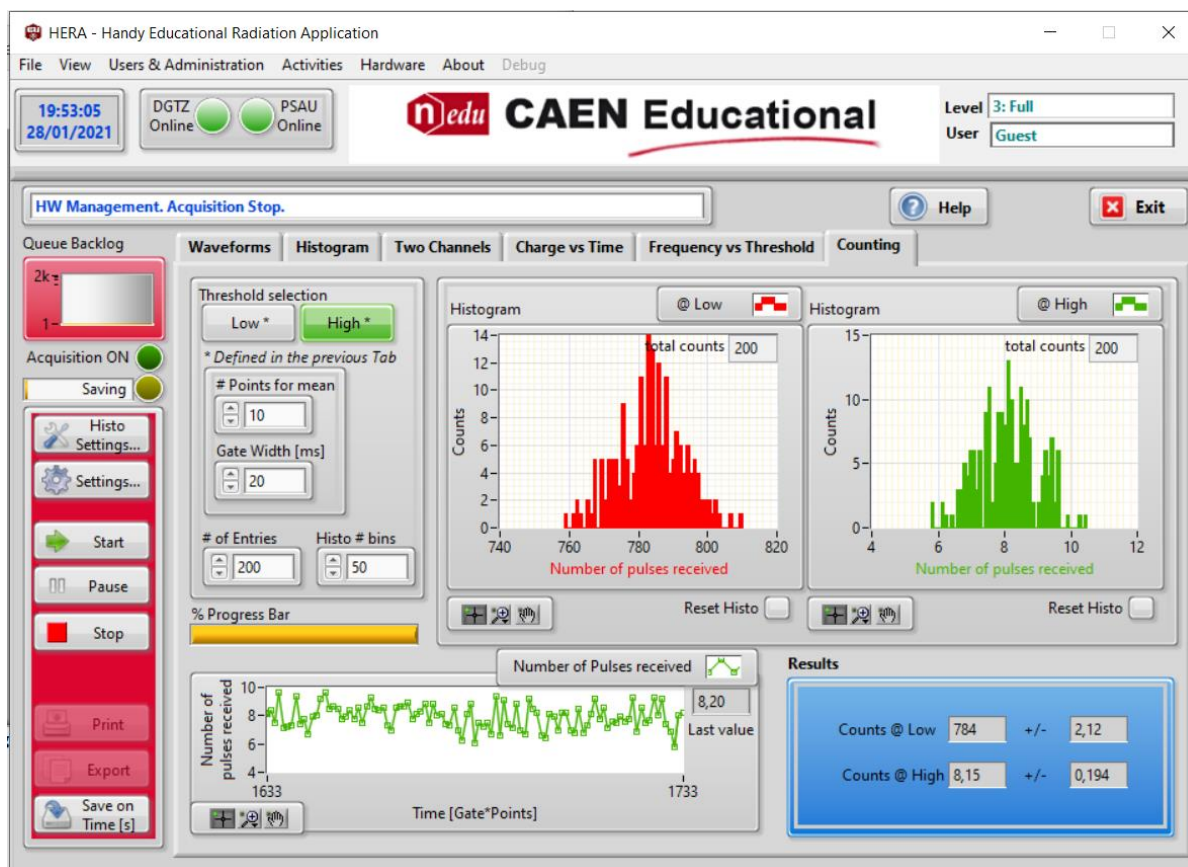 HERA - Handy Educational Radiation Application
File View Users & Administration Activities Hardware About Debug
19:53:05
28/01/2021
DGTZ
Online
PSAU
Online
n edu CAEN Educational
Level 3: Full
User Guest
HW Management. Acquisition Stop.
Help
Exit
Queue Backlog
2k
1
Acquisition ON
Saving
Histo
Settings...
Settings...
Start
Pause
Stop
Print
Export
Save on
Time [s]
Waveforms Histogram Two Channels Charge vs Time Frequency vs Threshold Counting
Threshold selection
Low * High *
* Defined in the previous Tab
# Points for mean
10
Gate Width [ms]
20
# of Entries Histo # bins
200 50
% Progress Bar
Histogram
@ Low
total counts 200
Counts
14
12
10
8
6
4
2
0
740 760 780 800 820
Number of pulses received
Reset Histo
Histogram
@ High
total counts 200
Counts
15
10
5
0
4 6 8 10 12
Number of pulses received
Reset Histo
Number of Pulses received
Number of
pulses received
10
8
6
4
1633 1733
Time [Gate*Points]
8,20
Last value
Results
Counts @ Low 784 +/- 2,12
Counts @ High 8,15 +/- 0,194